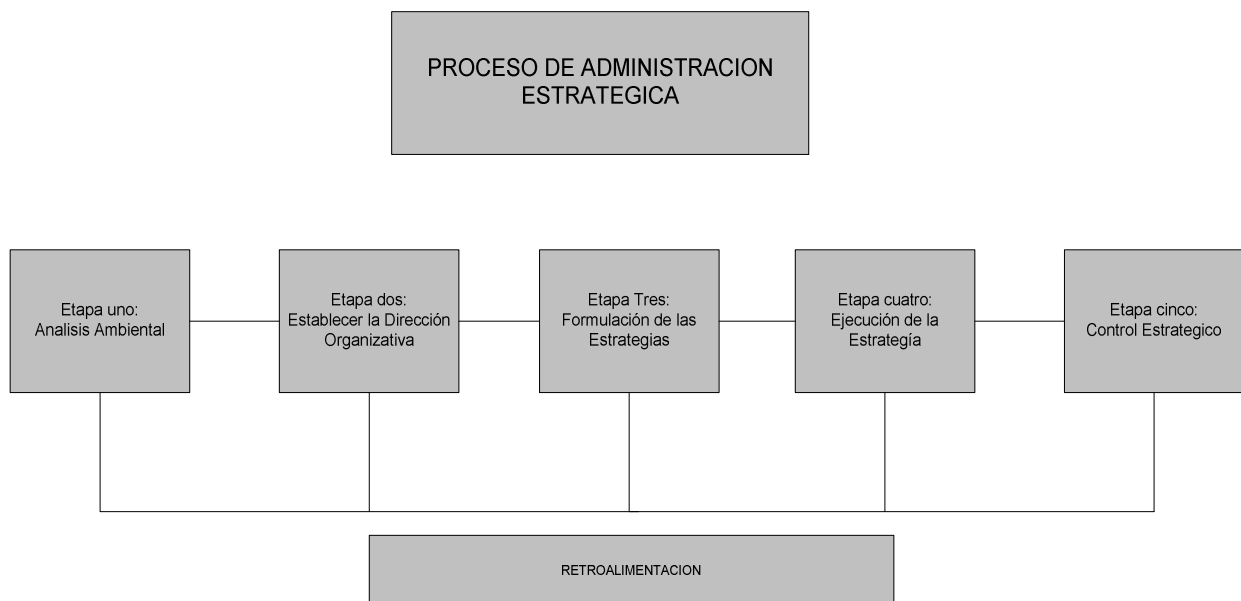 PROCESO DE ADMINISTRACION
ESTRATEGICA
Etapa uno:
Analisis Ambiental
Etapa dos:
Establecer la Dirección
Organizativa
Etapa Tres:
Formulación de las
Estrategias
Etapa cuatro:
Ejecución de la
Estrategía
Etapa cinco:
Control Estrategico
RETROALIMENTACION